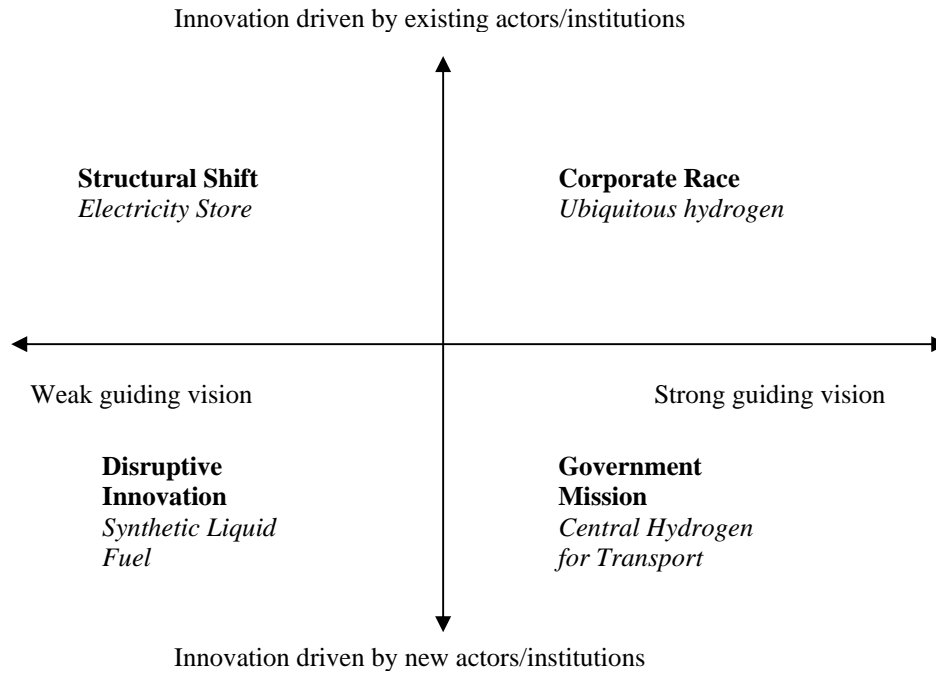 Innovation driven by existing actors/institutions
Structural Shift
Electricity Store
Corporate Race
Ubiquitous hydrogen
Weak guiding vision
Strong guiding vision
Disruptive
Innovation
Synthetic Liquid
Fuel
Government
Mission
Central Hydrogen
for Transport
Innovation driven by new actors/institutions